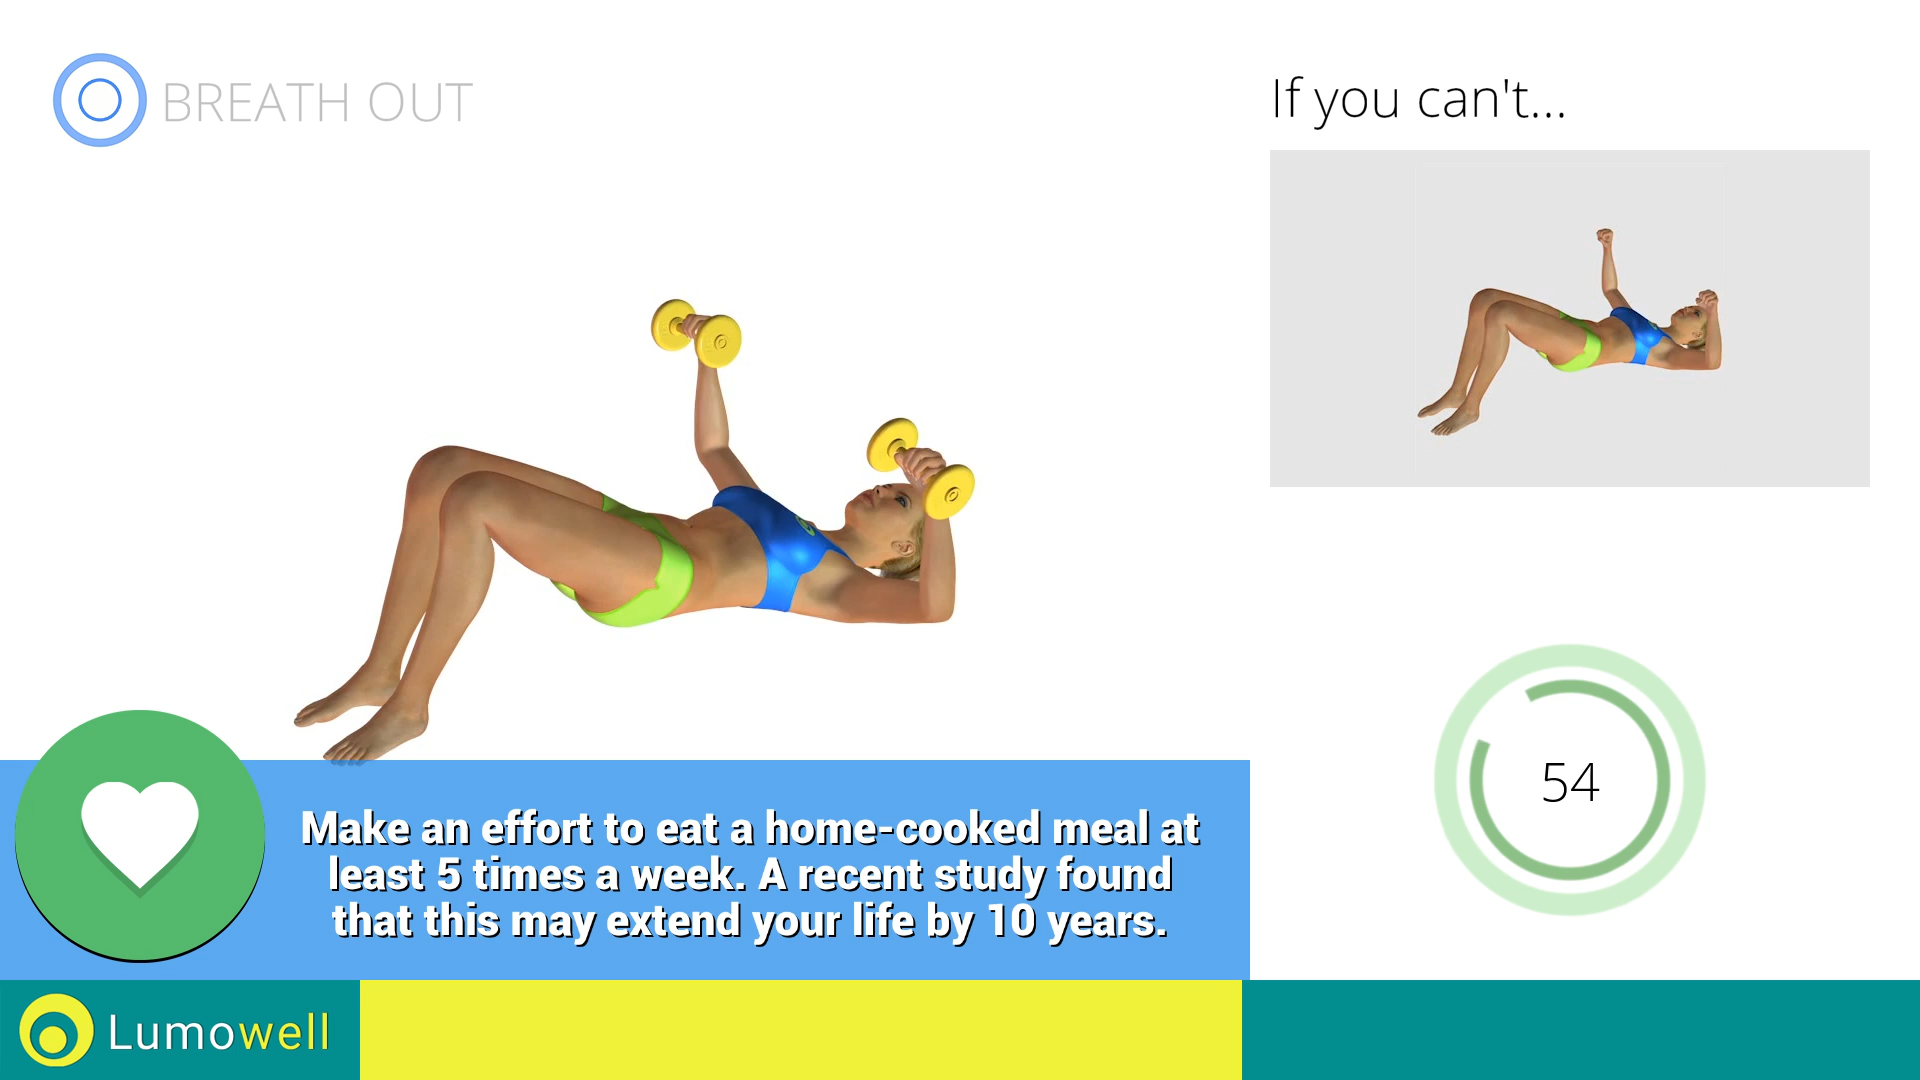 BREATH OUT
If you can't...
54
Make an effort to eat a home-cooked meal at
least 5 times a week. A recent study found
that this may extend your life by 10 years.
Lumowell